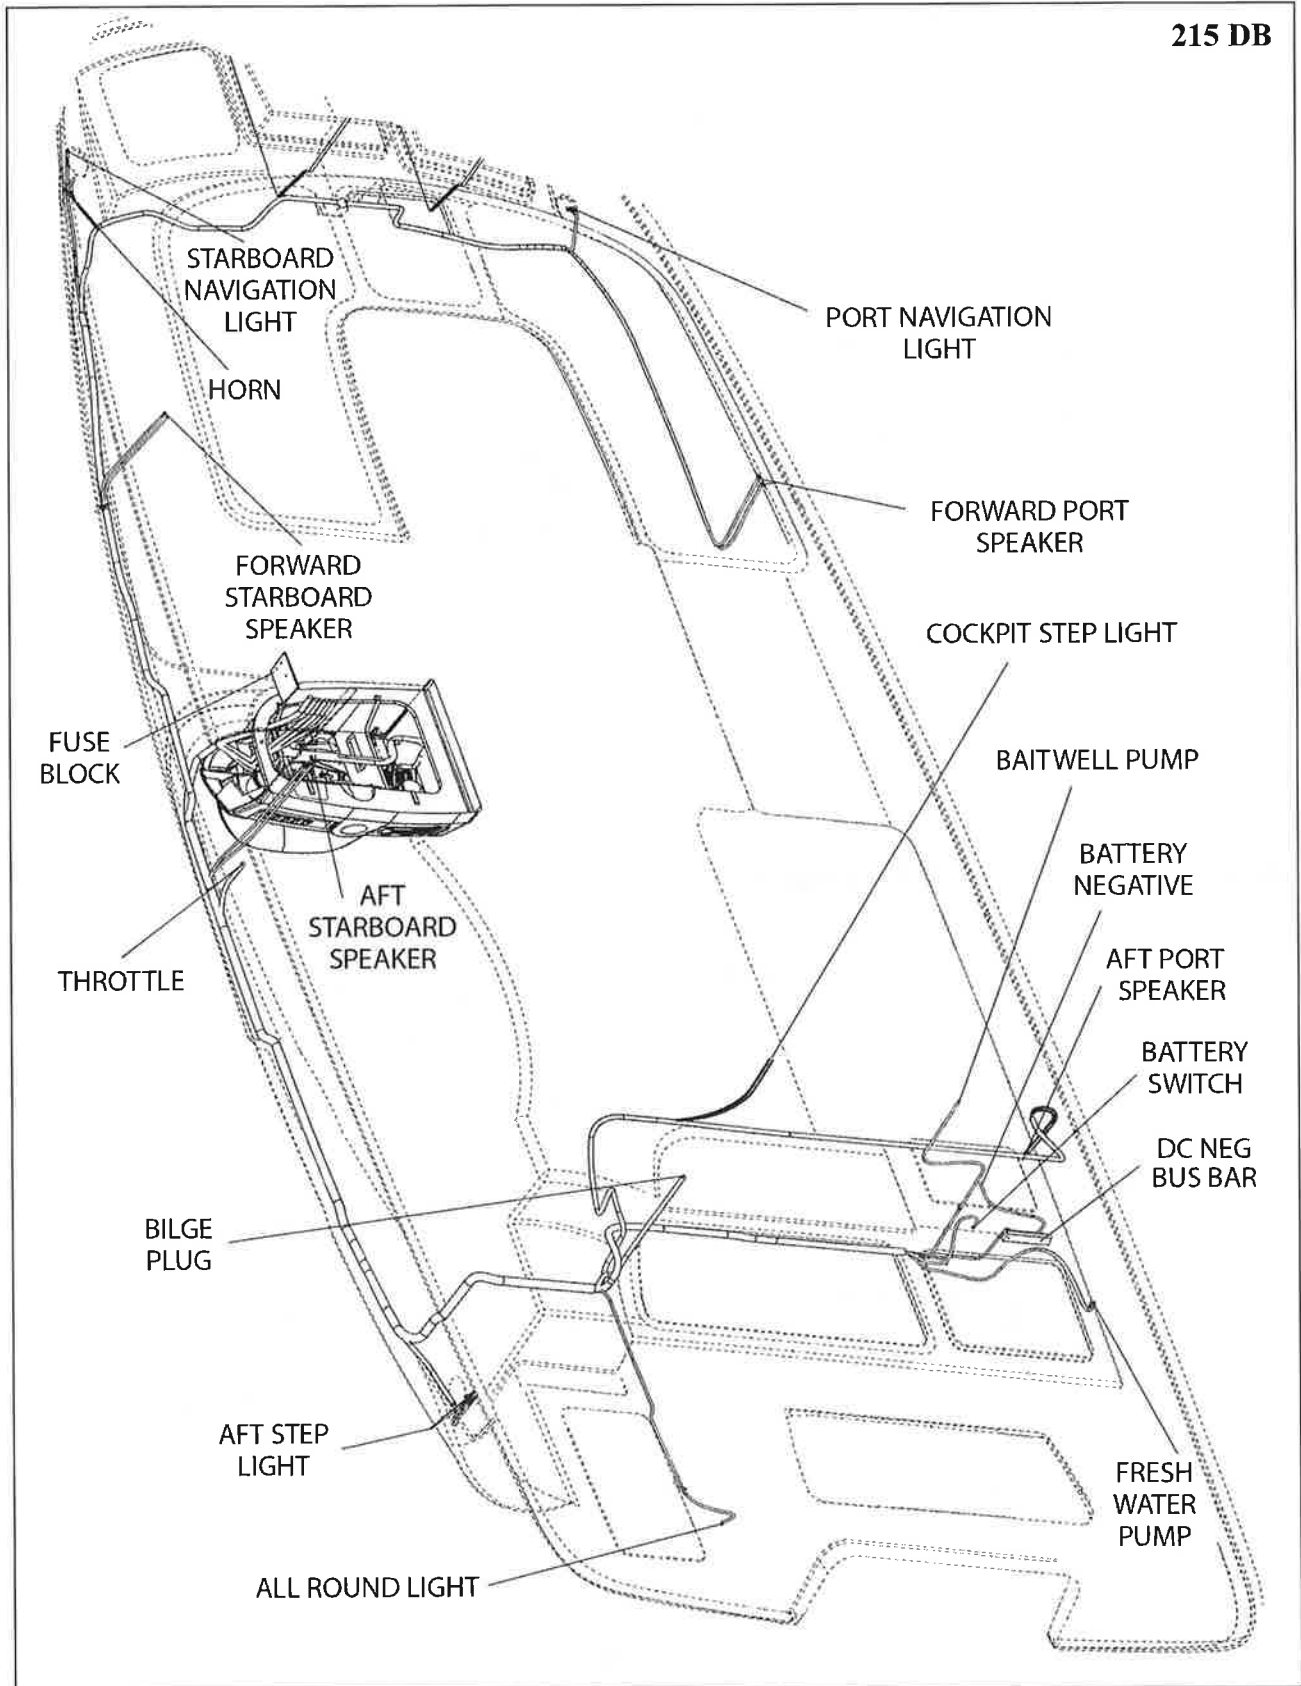 215 DB
STARBOARD
NAVIGATION
LIGHT
PORT NAVIGATION
LIGHT
HORN
FORWARD PORT
SPEAKER
FORWARD
STARBOARD
SPEAKER
COCKPIT STEP LIGHT
FUSE
BLOCK
BAITWELL PUMP
BATTERY
NEGATIVE
AFT
STARBOARD
SPEAKER
THROTTLE
AFT PORT
SPEAKER
BATTERY
SWITCH
DC NEG
BUS BAR
BILGE
PLUG
AFT STEP
LIGHT
FRESH
WATER
PUMP
ALL ROUND LIGHT